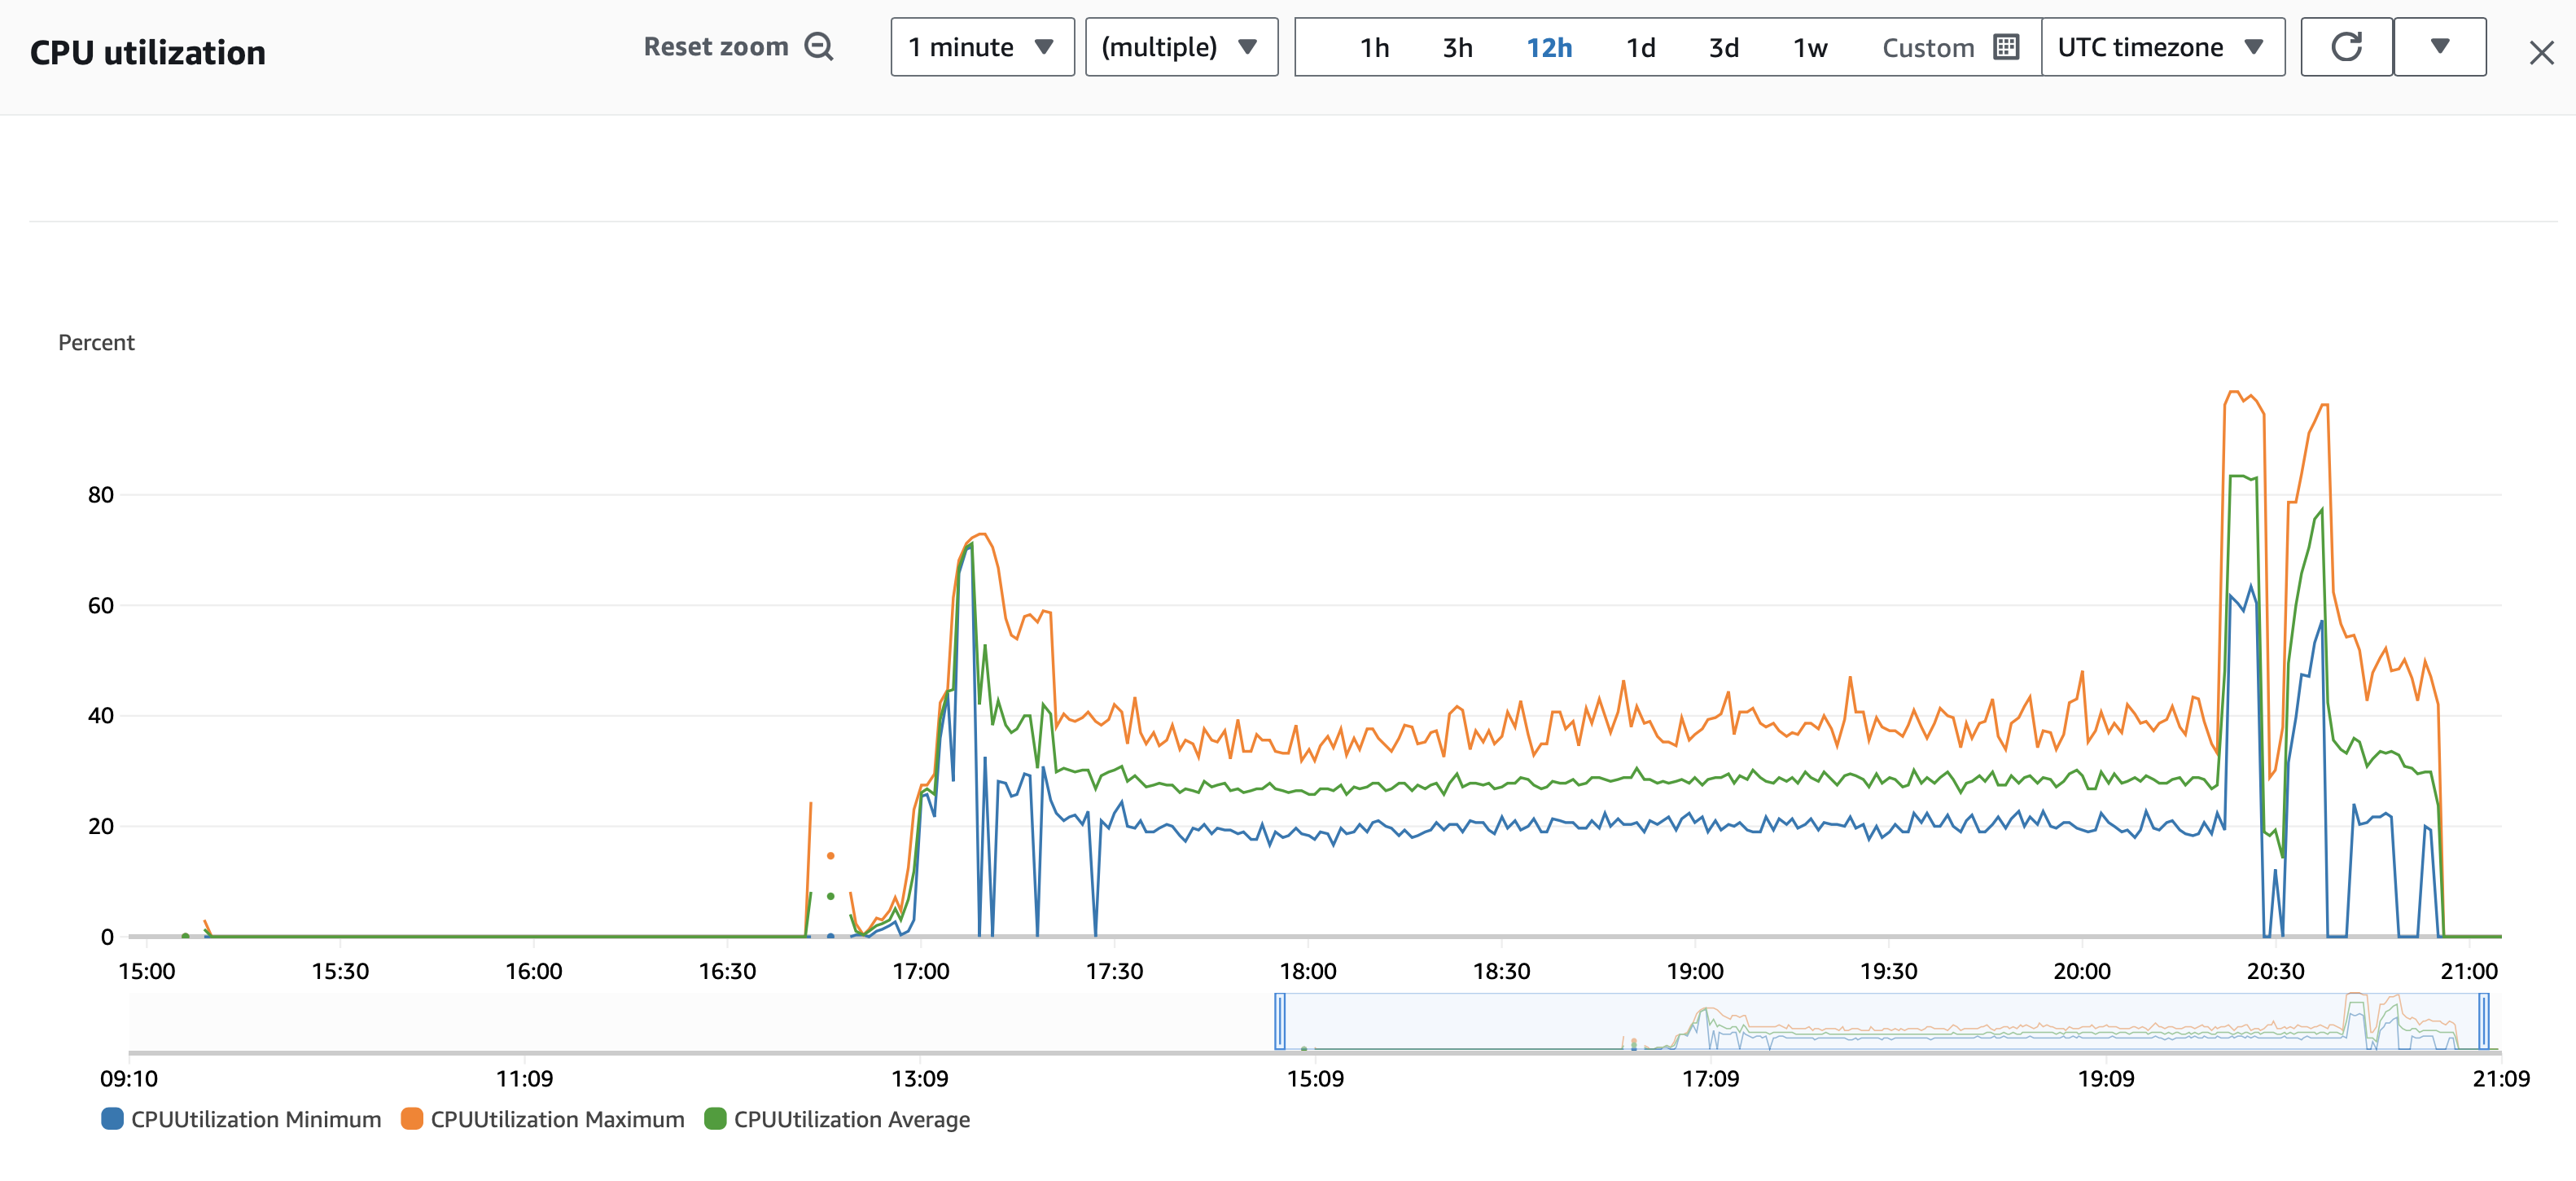 CPU utilization
Reset zoom
1 minute
(multiple)
1h 3h 12h 1d 3d 1w Custom
UTC timezone
Percent
80
60
40
20
0
15:00 15:30 16:00 16:30 17:00 17:30 18:00 18:30 19:00 19:30 20:00 20:30 21:00
09:10 11:09 13:09 15:09 17:09 19:09 21:09
CPUUtilization Minimum CPUUtilization Maximum CPUUtilization Average